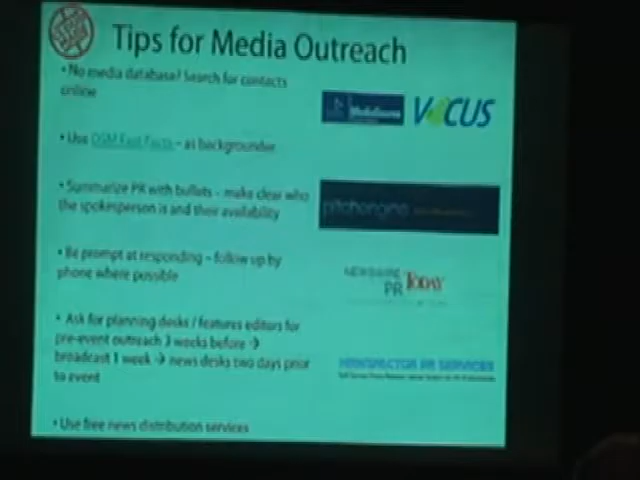 Tips for Media Outreach
• No media database? Search for contacts
online
VOCUS
• Use OSM Fast Facts – as backgrounder
• Summarize PR with bullets – make clear who
the spokesperson is and their availability
pitchengine
• Be prompt at responding – follow up by
phone where possible
NEWSWIRE TODAY
PR
• Ask for planning desks / features editors for
pre-event outreach 3 weeks before →
broadcast 1 week → news desks two days prior
to event
PR SERVICES
• Use free news distribution services